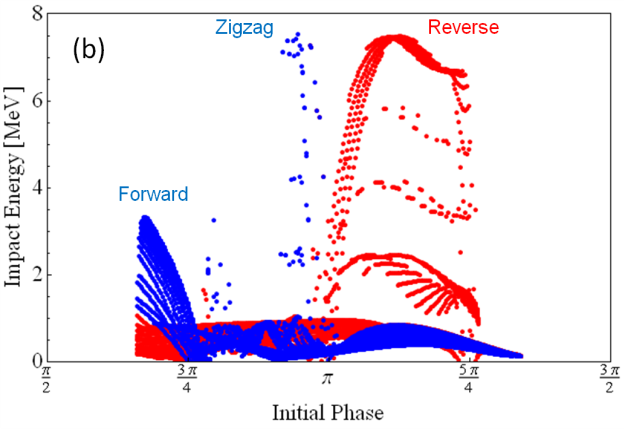 (b)
Zigzag
Reverse
Forward
Impact Energy [MeV]
8
6
4
2
0
π/2
3π/4
π
5π/4
3π/2
Initial Phase